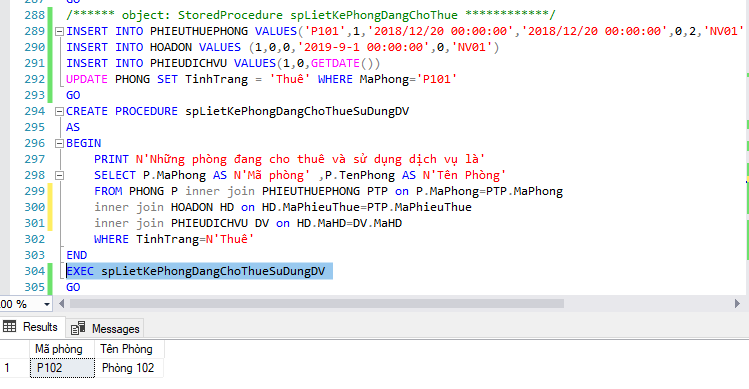 GO
288 /****** object: StoredProcedure spLietKePhongDangChoThue ************/
289 INSERT INTO PHIEUTHUEPHONG VALUES('P101',1,'2018/12/20 00:00:00','2018/12/20 00:00:00',0,2,'NV01'
290 INSERT INTO HOADON VALUES (1,0,0,'2019-9-1 00:00:00',0,'NV01')
291 INSERT INTO PHIEUDICHVU VALUES(1,0,GETDATE())
292 UPDATE PHONG SET TinhTrang = 'Thuê' WHERE MaPhong='P101'
293 GO
294 CREATE PROCEDURE spLietKePhongDangChoThueSuDungDV
295 AS
296 BEGIN
297 PRINT N'Những phòng đang cho thuê và sử dụng dịch vụ là'
298 SELECT P.MaPhong AS N'Mã phòng' ,P.TenPhong AS N'Tên Phòng'
299 FROM PHONG P inner join PHIEUTHUEPHONG PTP on P.MaPhong=PTP.MaPhong
300 inner join HOADON HD on HD.MaPhieuThue=PTP.MaPhieuThue
301 inner join PHIEUDICHVU DV on HD.MaHD=DV.MaHD
302 WHERE TinhTrang=N'Thuê'
303 END
304 EXEC spLietKePhongDangChoThueSuDungDV
305 GO
00 %
Results Messages
Mã phòng Tên Phòng
1 P102 Phòng 102